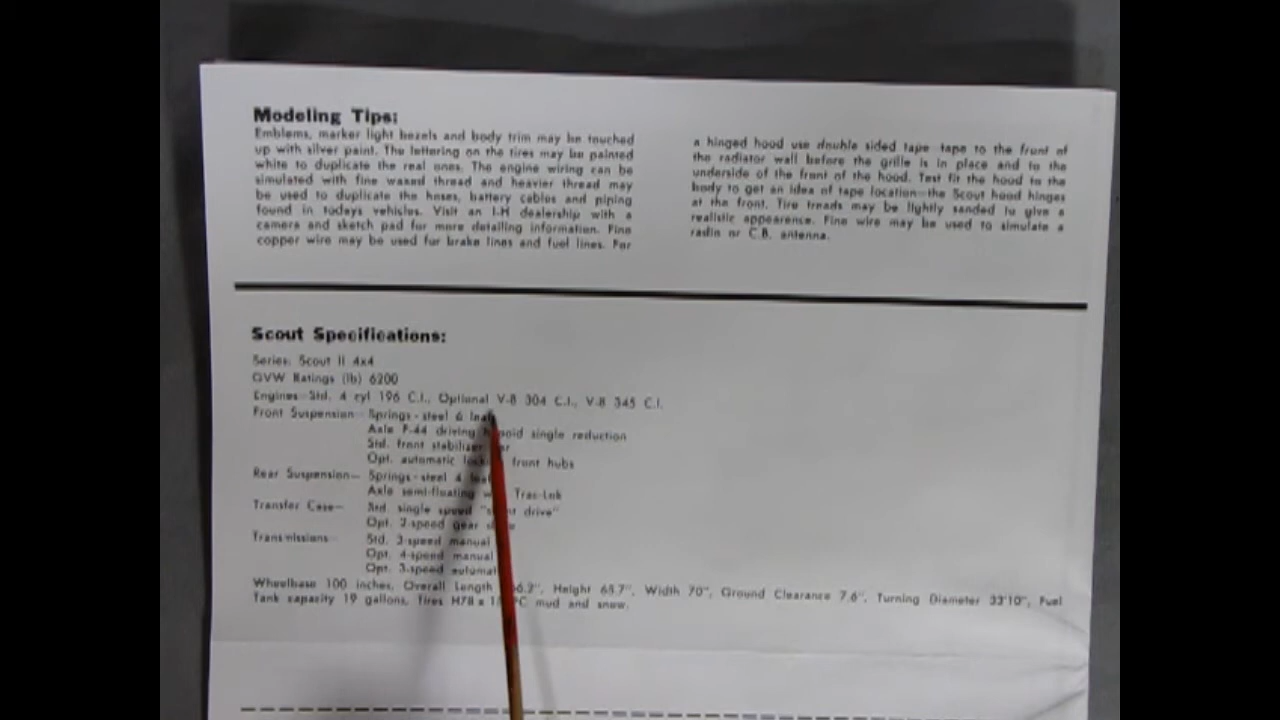 Modeling Tips:
Emblems, marker light bezels and body trim may be touched
up with silver paint. The lettering on the tires may be painted
white to duplicate the real ones. The engine wiring can be
simulated with fine waxed thread and heavier thread may
be used to duplicate the hoses, battery cables and piping
found in todays vehicles. Visit an I-H dealership with a
camera and sketch pad for more detailing information. Fine
copper wire may be used for brake lines and fuel lines. For
a hinged hood use double sided tape tape to the front of
the radiator wall before the grille is in place and to the
underside of the front of the hood. Test fit the hood to the
body to get an idea of tape location—the Scout hood hinges
at the front. Tire treads may be lightly sanded to give a
realistic appearence. Fine wire may be used to simulate a
radio or C.B. antenna.
Scout Specifications:
Series: Scout II 4x4
GVW Ratings (lb) 6200
Engines—Std. 4 cyl 196 C.I., Optional V-8 304 C.I., V-8 345 C.I.
Front Suspension—Springs-steel 6
Axle F-44 driving single reduction
Std. front stabilizer
Opt. automatic front hubs
Rear Suspension—Springs-steel 4
Axle semi-floating Trac-Lok
Transfer Case—Std. single speed drive"
Opt. 2-speed gear
Transmissions—Std. 3-speed manual
Opt. 4-speed manual
Opt. 3-speed
Wheelbase 100 inches, Overall Length Height 65.7", Width 70", Ground Clearance 7.6", Turning Diameter 33'10", Fuel
Tank capacity 19 gallons, Tires H78 x mud and snow.